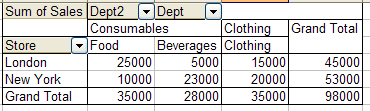 Sum of Sales Dept2 Dept
Consumables Clothing Grand Total
Store Food Beverages Clothing
London 25000 5000 15000 45000
New York 10000 23000 20000 53000
Grand Total 35000 28000 35000 98000